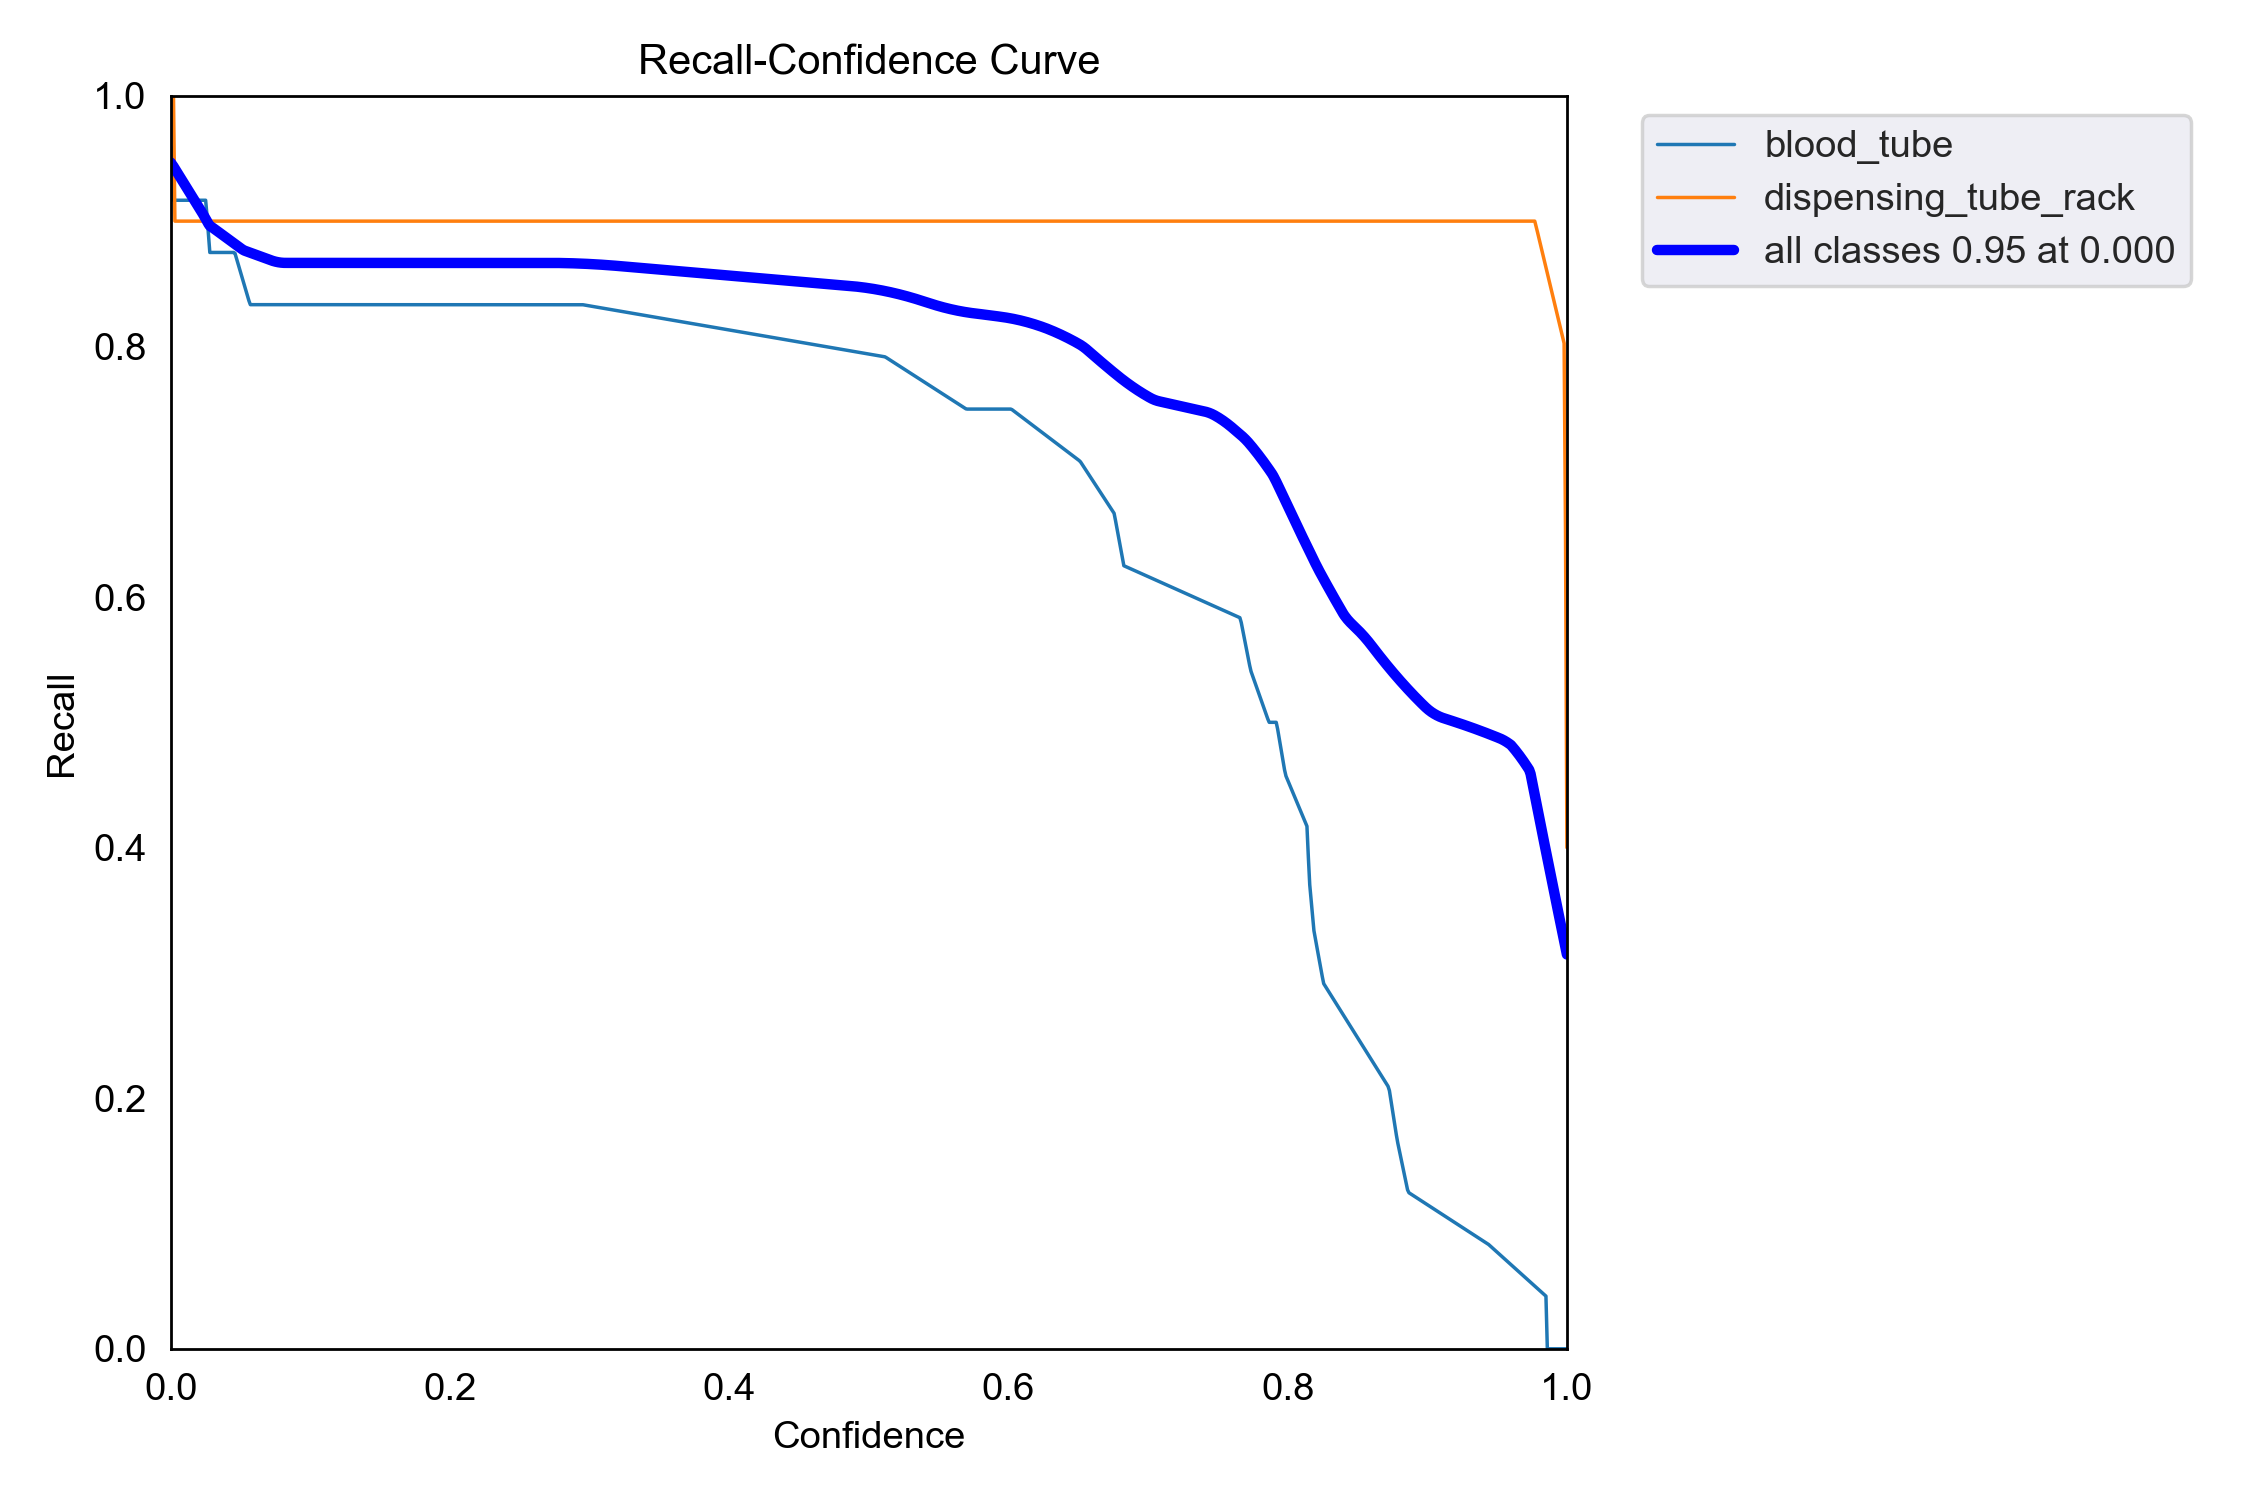 Recall-Confidence Curve
1.0
0.8
0.6
0.4
0.2
0.0
Recall
0.0 0.2 0.4 0.6 0.8 1.0
Confidence
blood_tube
dispensing_tube_rack
all classes 0.95 at 0.000